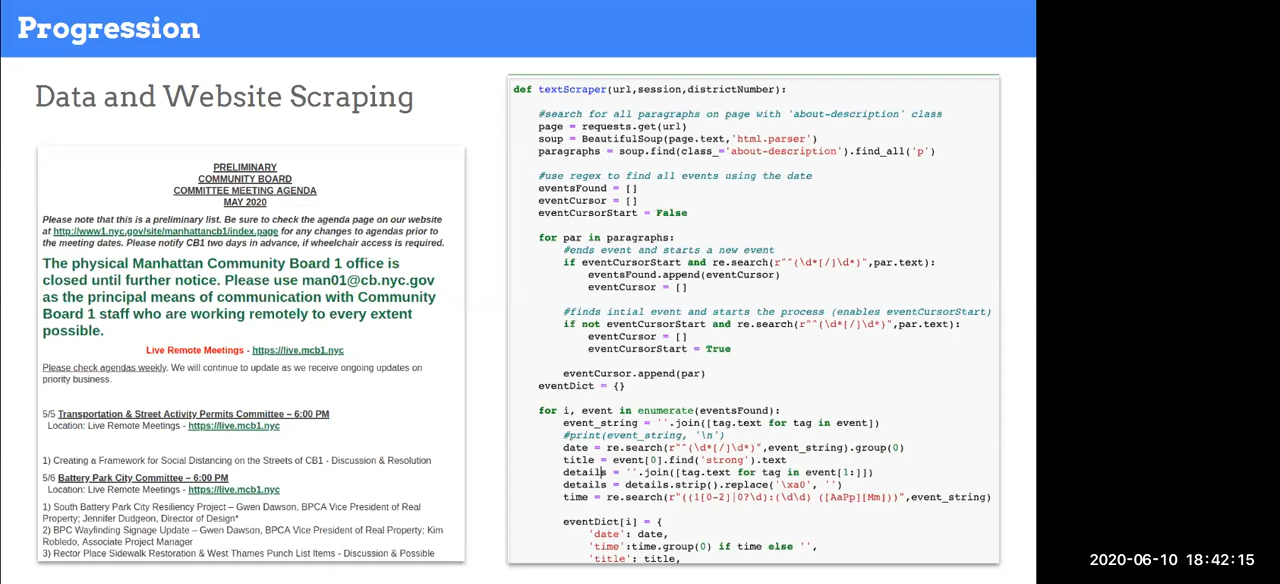 Progression
Data and Website Scraping
PRELIMINARY
COMMUNITY BOARD
COMMITTEE MEETING AGENDA
MAY 2020
Please note that this is a preliminary list. Be sure to check the agenda page on our website
at http://www1.nyc.gov/site/manhattancb1/index.page for any changes to agendas prior to
the meeting dates. Please notify CB1 two days in advance, if wheelchair access is required.
The physical Manhattan Community Board 1 office is
closed until further notice. Please use man01@cb.nyc.gov
as the principal means of communication with Community
Board 1 staff who are working remotely to every extent
possible.
Live Remote Meetings - https://live.mcb1.nyc
Please check agendas weekly. We will continue to update as we receive ongoing updates on
priority business.
5/5 Transportation & Street Activity Permits Committee – 6:00 PM
Location: Live Remote Meetings - https://live.mcb1.nyc
1) Creating a Framework for Social Distancing on the Streets of CB1 - Discussion & Resolution
5/6 Battery Park City Committee – 6:00 PM
Location: Live Remote Meetings - https://live.mcb1.nyc
1) South Battery Park City Resiliency Project – Gwen Dawson, BPCA Vice President of Real
Property; Jennifer Dudgeon, Director of Design*
2) BPC Wayfinding Signage Update – Gwen Dawson, BPCA Vice President of Real Property; Kim
Robledo, Associate Project Manager
3) Rector Place Sidewalk Restoration & West Thames Punch List Items - Discussion & Possible
def textScraper(url,session,districtNumber):
#search for all paragraphs on page with 'about-description' class
page = requests.get(url)
soup = BeautifulSoup(page.text,'html.parser')
paragraphs = soup.find(class_='about-description').find_all('p')
#use regex to find all events using the date
eventsFound = []
eventCursor = []
eventCursorStart = False
for par in paragraphs:
#ends event and starts a new event
if eventCursorStart and re.search(r"^(\d*[/]\d*)",par.text):
eventsFound.append(eventCursor)
eventCursor = []
#finds intial event and starts the process (enables eventCursorStart)
if not eventCursorStart and re.search(r"^(\d*[/]\d*)",par.text):
eventCursor = []
eventCursorStart = True
eventCursor.append(par)
eventDict = {}
for i, event in enumerate(eventsFound):
event_string = ''.join([tag.text for tag in event])
#print(event_string, '\n')
date = re.search(r"^(\d*[/]\d*)",event_string).group(0)
title = event[0].find('strong').text
details = ''.join([tag.text for tag in event[1:]])
details = details.strip().replace('\xa0', '')
time = re.search(r"((1[0-2]|0?\d):(\d\d) ([AaPp][Mm]))",event_string)
eventDict[i] = {
'date': date,
'time':time.group(0) if time else '',
'title': title,
2020-06-10 18:42:15